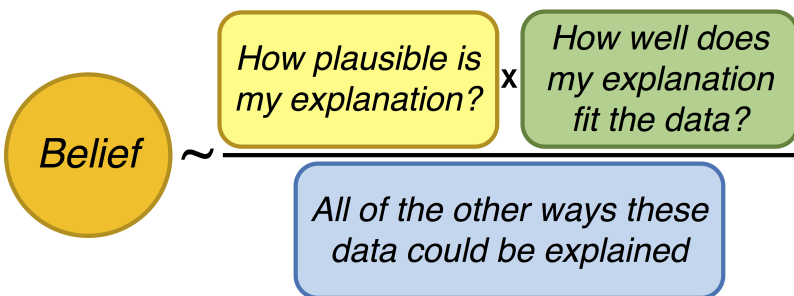 Belief
~
How plausible is
my explanation?
x
How well does
my explanation
fit the data?
All of the other ways these
data could be explained